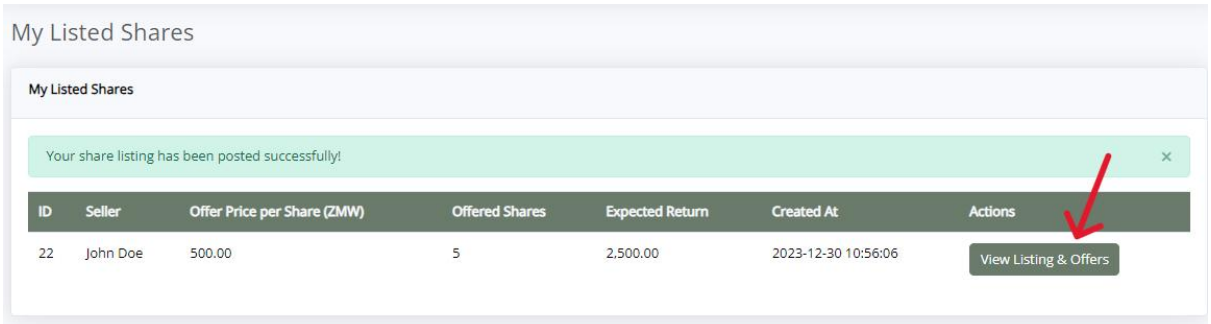 My Listed Shares
My Listed Shares
Your share listing has been posted successfully! ×
ID Seller Offer Price per Share (ZMW) Offered Shares Expected Return Created At Actions
22 John Doe 500.00 5 2,500.00 2023-12-30 10:56:06 View Listing & Offers